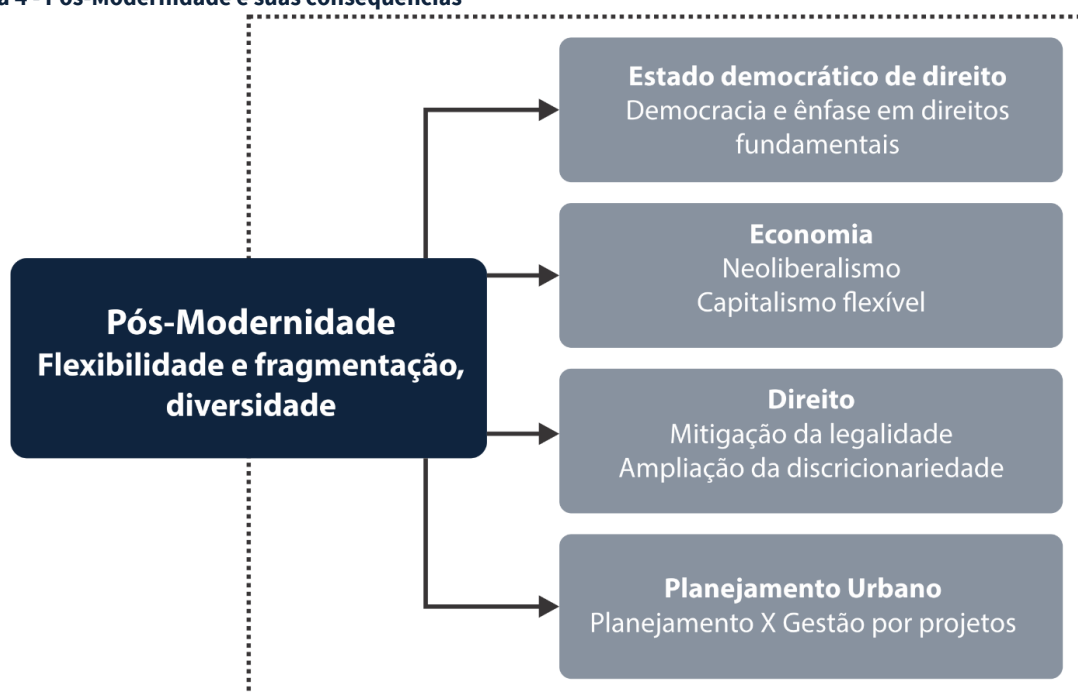 a 4 - Pós-Modernidade e suas consequências
Estado democrático de direito
Democracia e ênfase em direitos
fundamentais
Economia
Neoliberalismo
Capitalismo flexível
Pós-Modernidade
Flexibilidade e fragmentação,
diversidade
Direito
Mitigação da legalidade
Ampliação da discricionariedade
Planejamento Urbano
Planejamento X Gestão por projetos